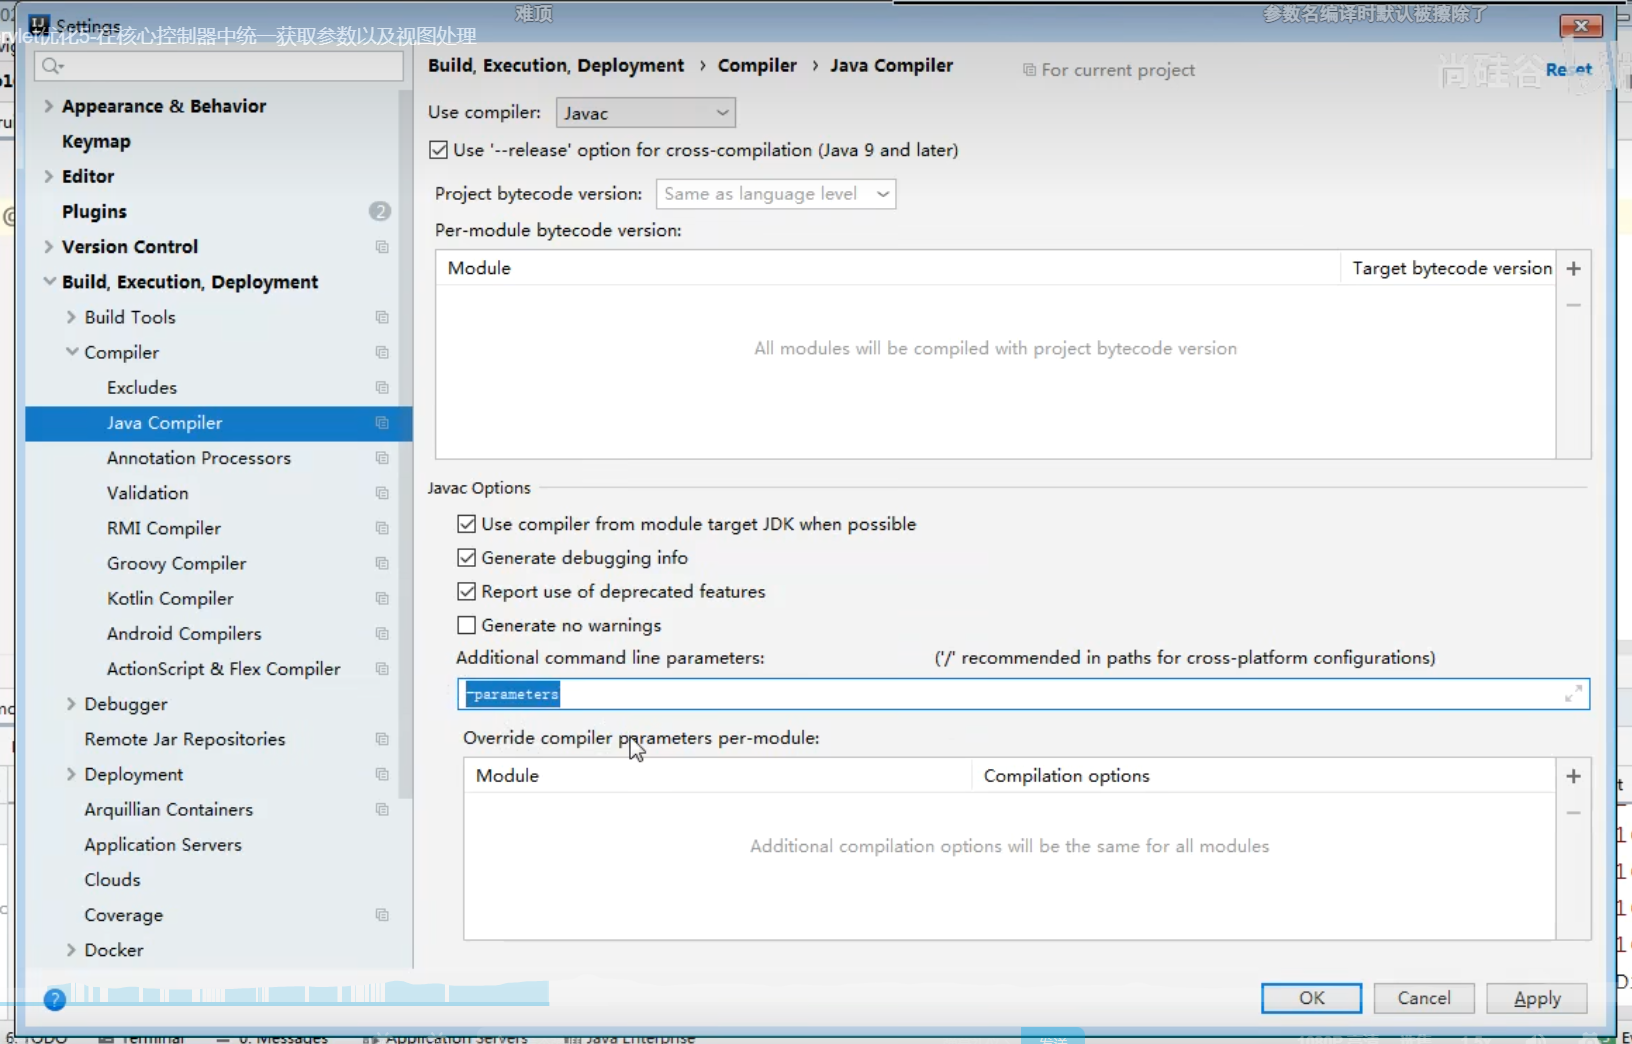 难顶
参数名编译时默认被擦除了
Settings
rvlet优化5-在核心控制器中统一获取参数以及视图处理
尚硅谷
Build, Execution, Deployment › Compiler › Java Compiler
For current project
Reset
Appearance & Behavior
Keymap
Editor
Plugins
2
Version Control
Build, Execution, Deployment
Build Tools
Compiler
Excludes
Java Compiler
Annotation Processors
Validation
RMI Compiler
Groovy Compiler
Kotlin Compiler
Android Compilers
ActionScript & Flex Compiler
Debugger
Remote Jar Repositories
Deployment
Arquillian Containers
Application Servers
Clouds
Coverage
Docker
Use compiler:
Javac
Use '--release' option for cross-compilation (Java 9 and later)
Project bytecode version:
Same as language level
Per-module bytecode version:
Module
Target bytecode version
All modules will be compiled with project bytecode version
Javac Options
Use compiler from module target JDK when possible
Generate debugging info
Report use of deprecated features
Generate no warnings
Additional command line parameters:
('/' recommended in paths for cross-platform configurations)
-parameters
Override compiler parameters per-module:
Module
Compilation options
Additional compilation options will be the same for all modules
?
OK
Cancel
Apply
6: TODO
Terminal
0: Messages
Application Servers
Java Enterprise